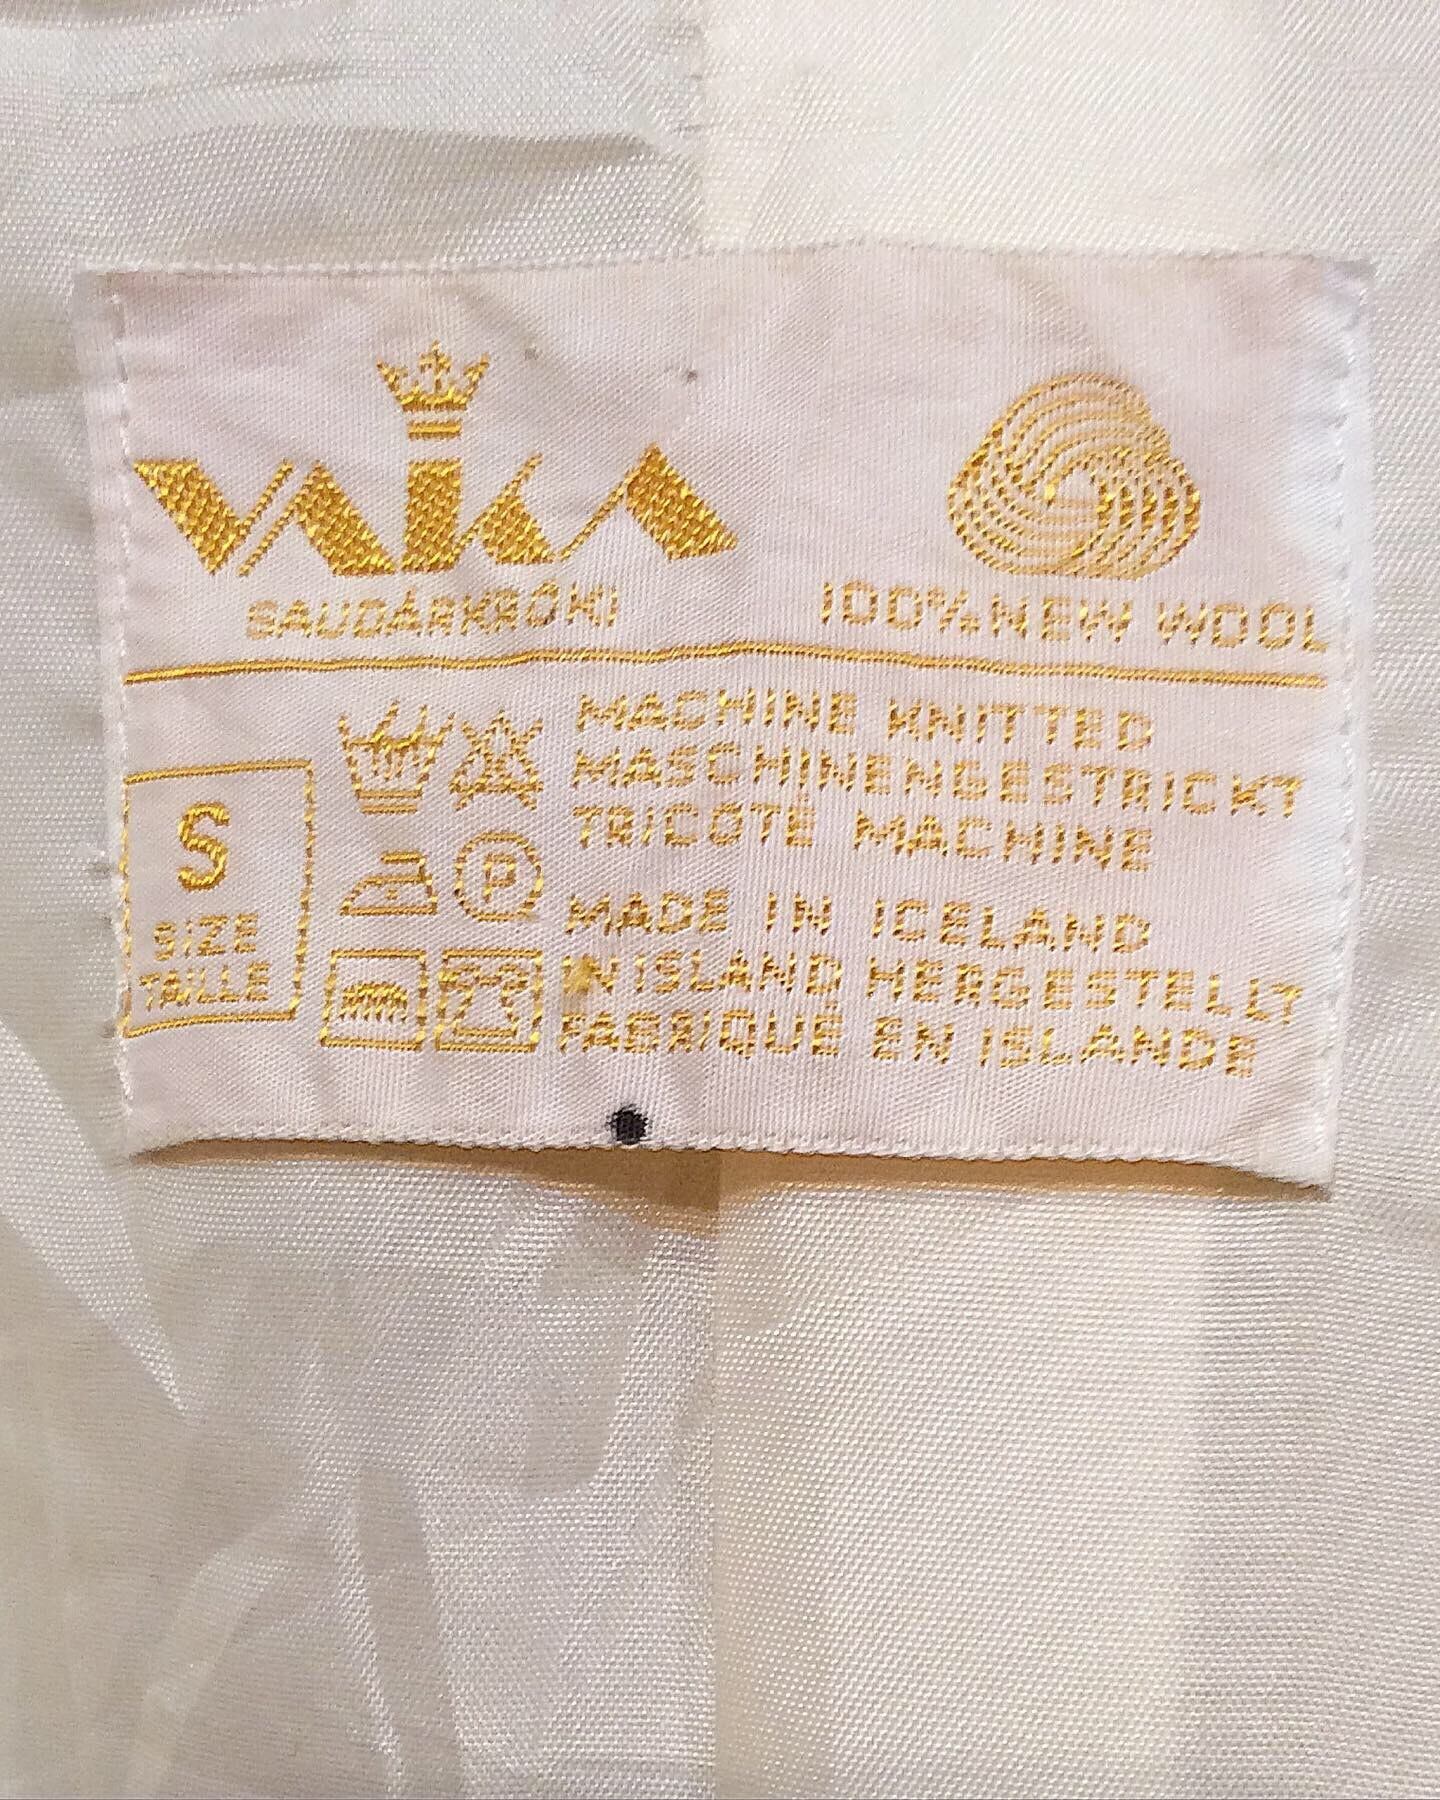 VAKA
SAUDÁRKRÓKI
100% NEW WOOL
S
SIZE
TAILLE
P
MACHINE KNITTED
MASCHINENGESTRICKT
TRICOTÉ MACHINE
MADE IN ICELAND
IN ISLAND HERGESTELLT
FABRIQUE EN ISLANDE